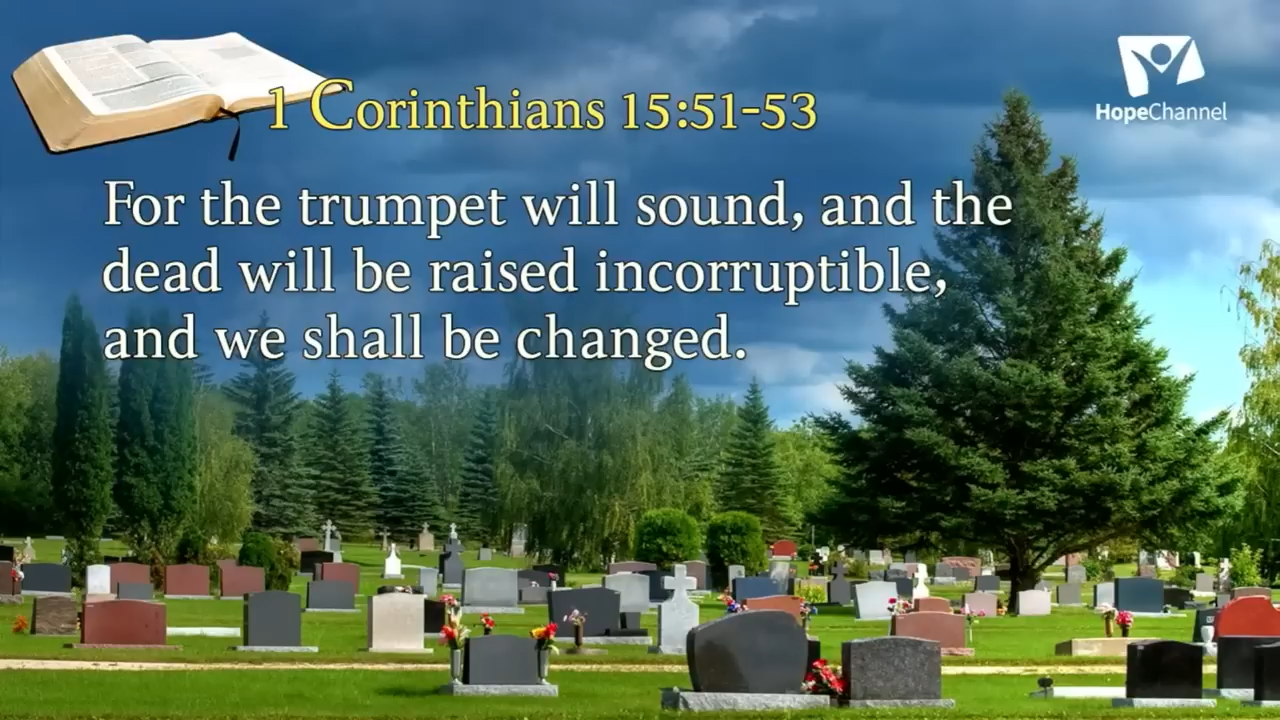 1 Corinthians 15:51-53
HopeChannel
For the trumpet will sound, and the
dead will be raised incorruptible,
and we shall be changed.